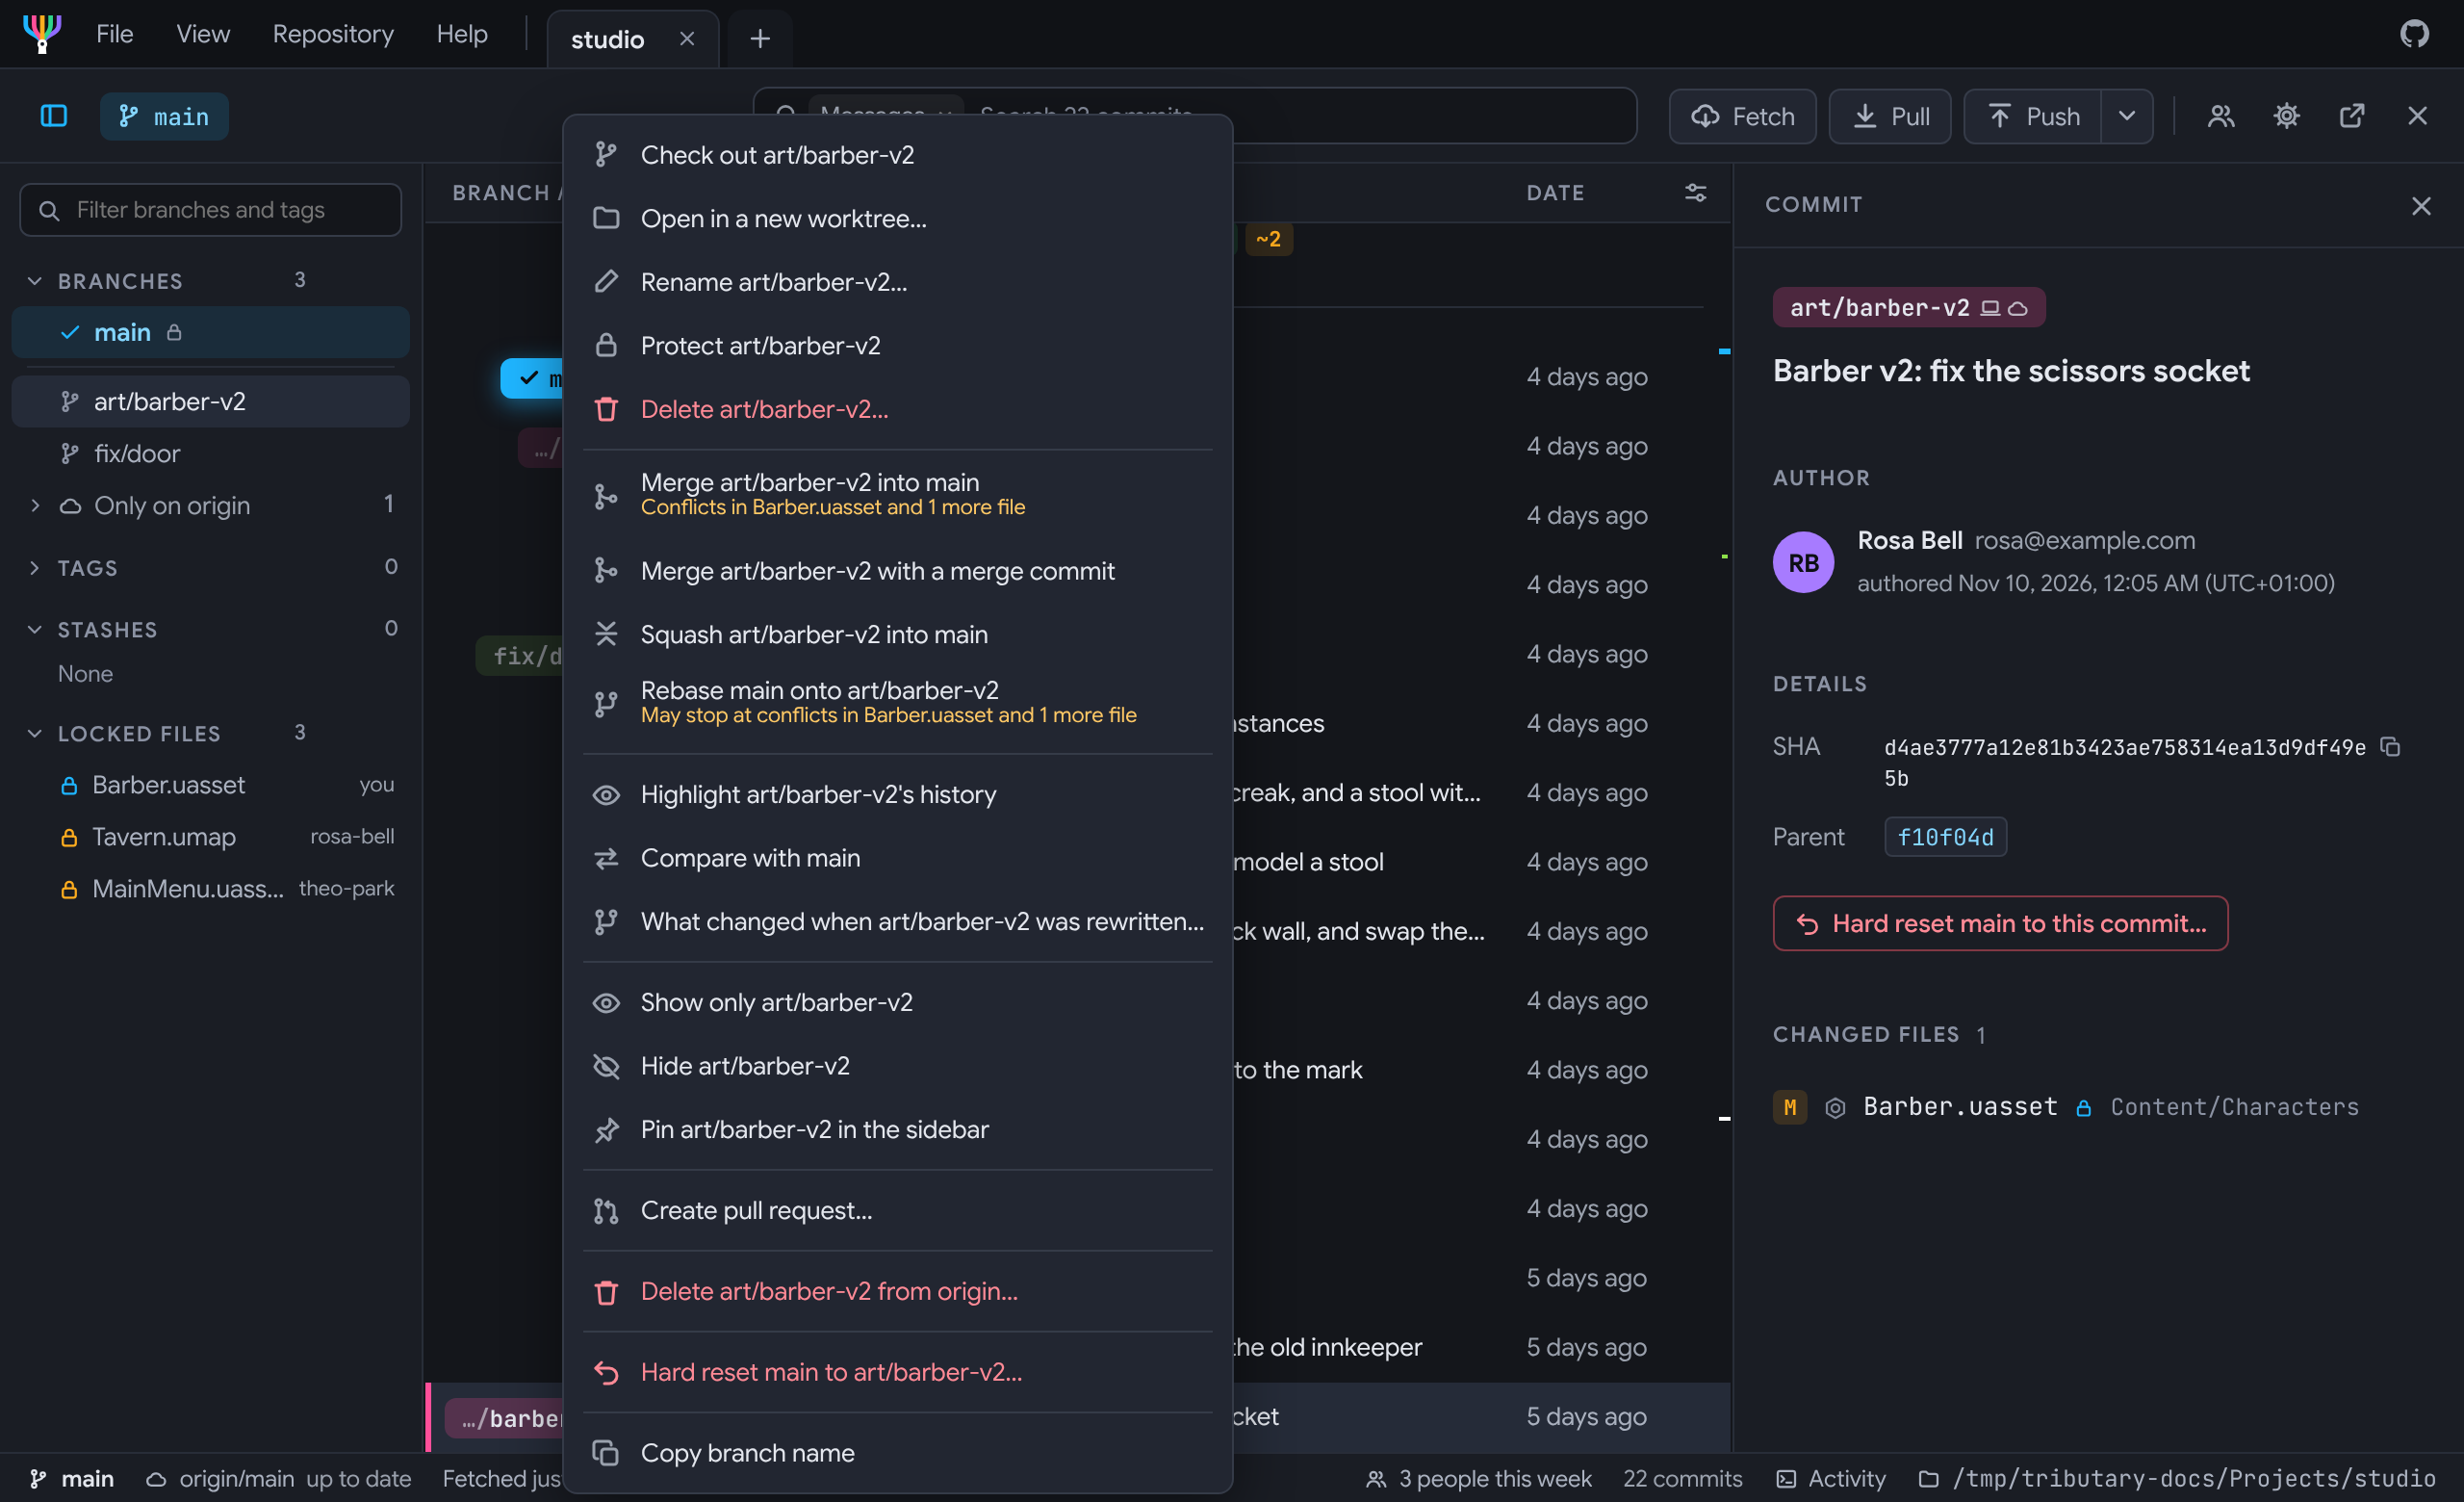 File View Repository Help studio
main
Fetch Pull Push
Filter branches and tags
BRANCHES 3
main
art/barber-v2
fix/door
Only on origin 1
TAGS 0
STASHES 0
None
LOCKED FILES 3
Barber.uasset you
Tavern.umap rosa-bell
MainMenu.uass... theo-park
BRANCH
DATE
~2
fix/d
…/barber
Check out art/barber-v2
Open in a new worktree...
Rename art/barber-v2...
Protect art/barber-v2
Delete art/barber-v2...
Merge art/barber-v2 into main
Conflicts in Barber.uasset and 1 more file
Merge art/barber-v2 with a merge commit
Squash art/barber-v2 into main
Rebase main onto art/barber-v2
May stop at conflicts in Barber.uasset and 1 more file
Highlight art/barber-v2's history
Compare with main
What changed when art/barber-v2 was rewritten...
Show only art/barber-v2
Hide art/barber-v2
Pin art/barber-v2 in the sidebar
Create pull request...
Delete art/barber-v2 from origin...
Hard reset main to art/barber-v2...
Copy branch name
4 days ago
4 days ago
4 days ago
4 days ago
4 days ago
nstances 4 days ago
creak, and a stool wit... 4 days ago
model a stool 4 days ago
ck wall, and swap the... 4 days ago
4 days ago
to the mark 4 days ago
4 days ago
4 days ago
5 days ago
the old innkeeper 5 days ago
cket 5 days ago
COMMIT
art/barber-v2
Barber v2: fix the scissors socket
AUTHOR
RB
Rosa Bell rosa@example.com
authored Nov 10, 2026, 12:05 AM (UTC+01:00)
DETAILS
SHA d4ae3777a12e81b3423ae758314ea13d9df49e
5b
Parent f10f04d
Hard reset main to this commit...
CHANGED FILES 1
M Barber.uasset Content/Characters
main origin/main up to date Fetched jus 3 people this week 22 commits Activity /tmp/tributary-docs/Projects/studio